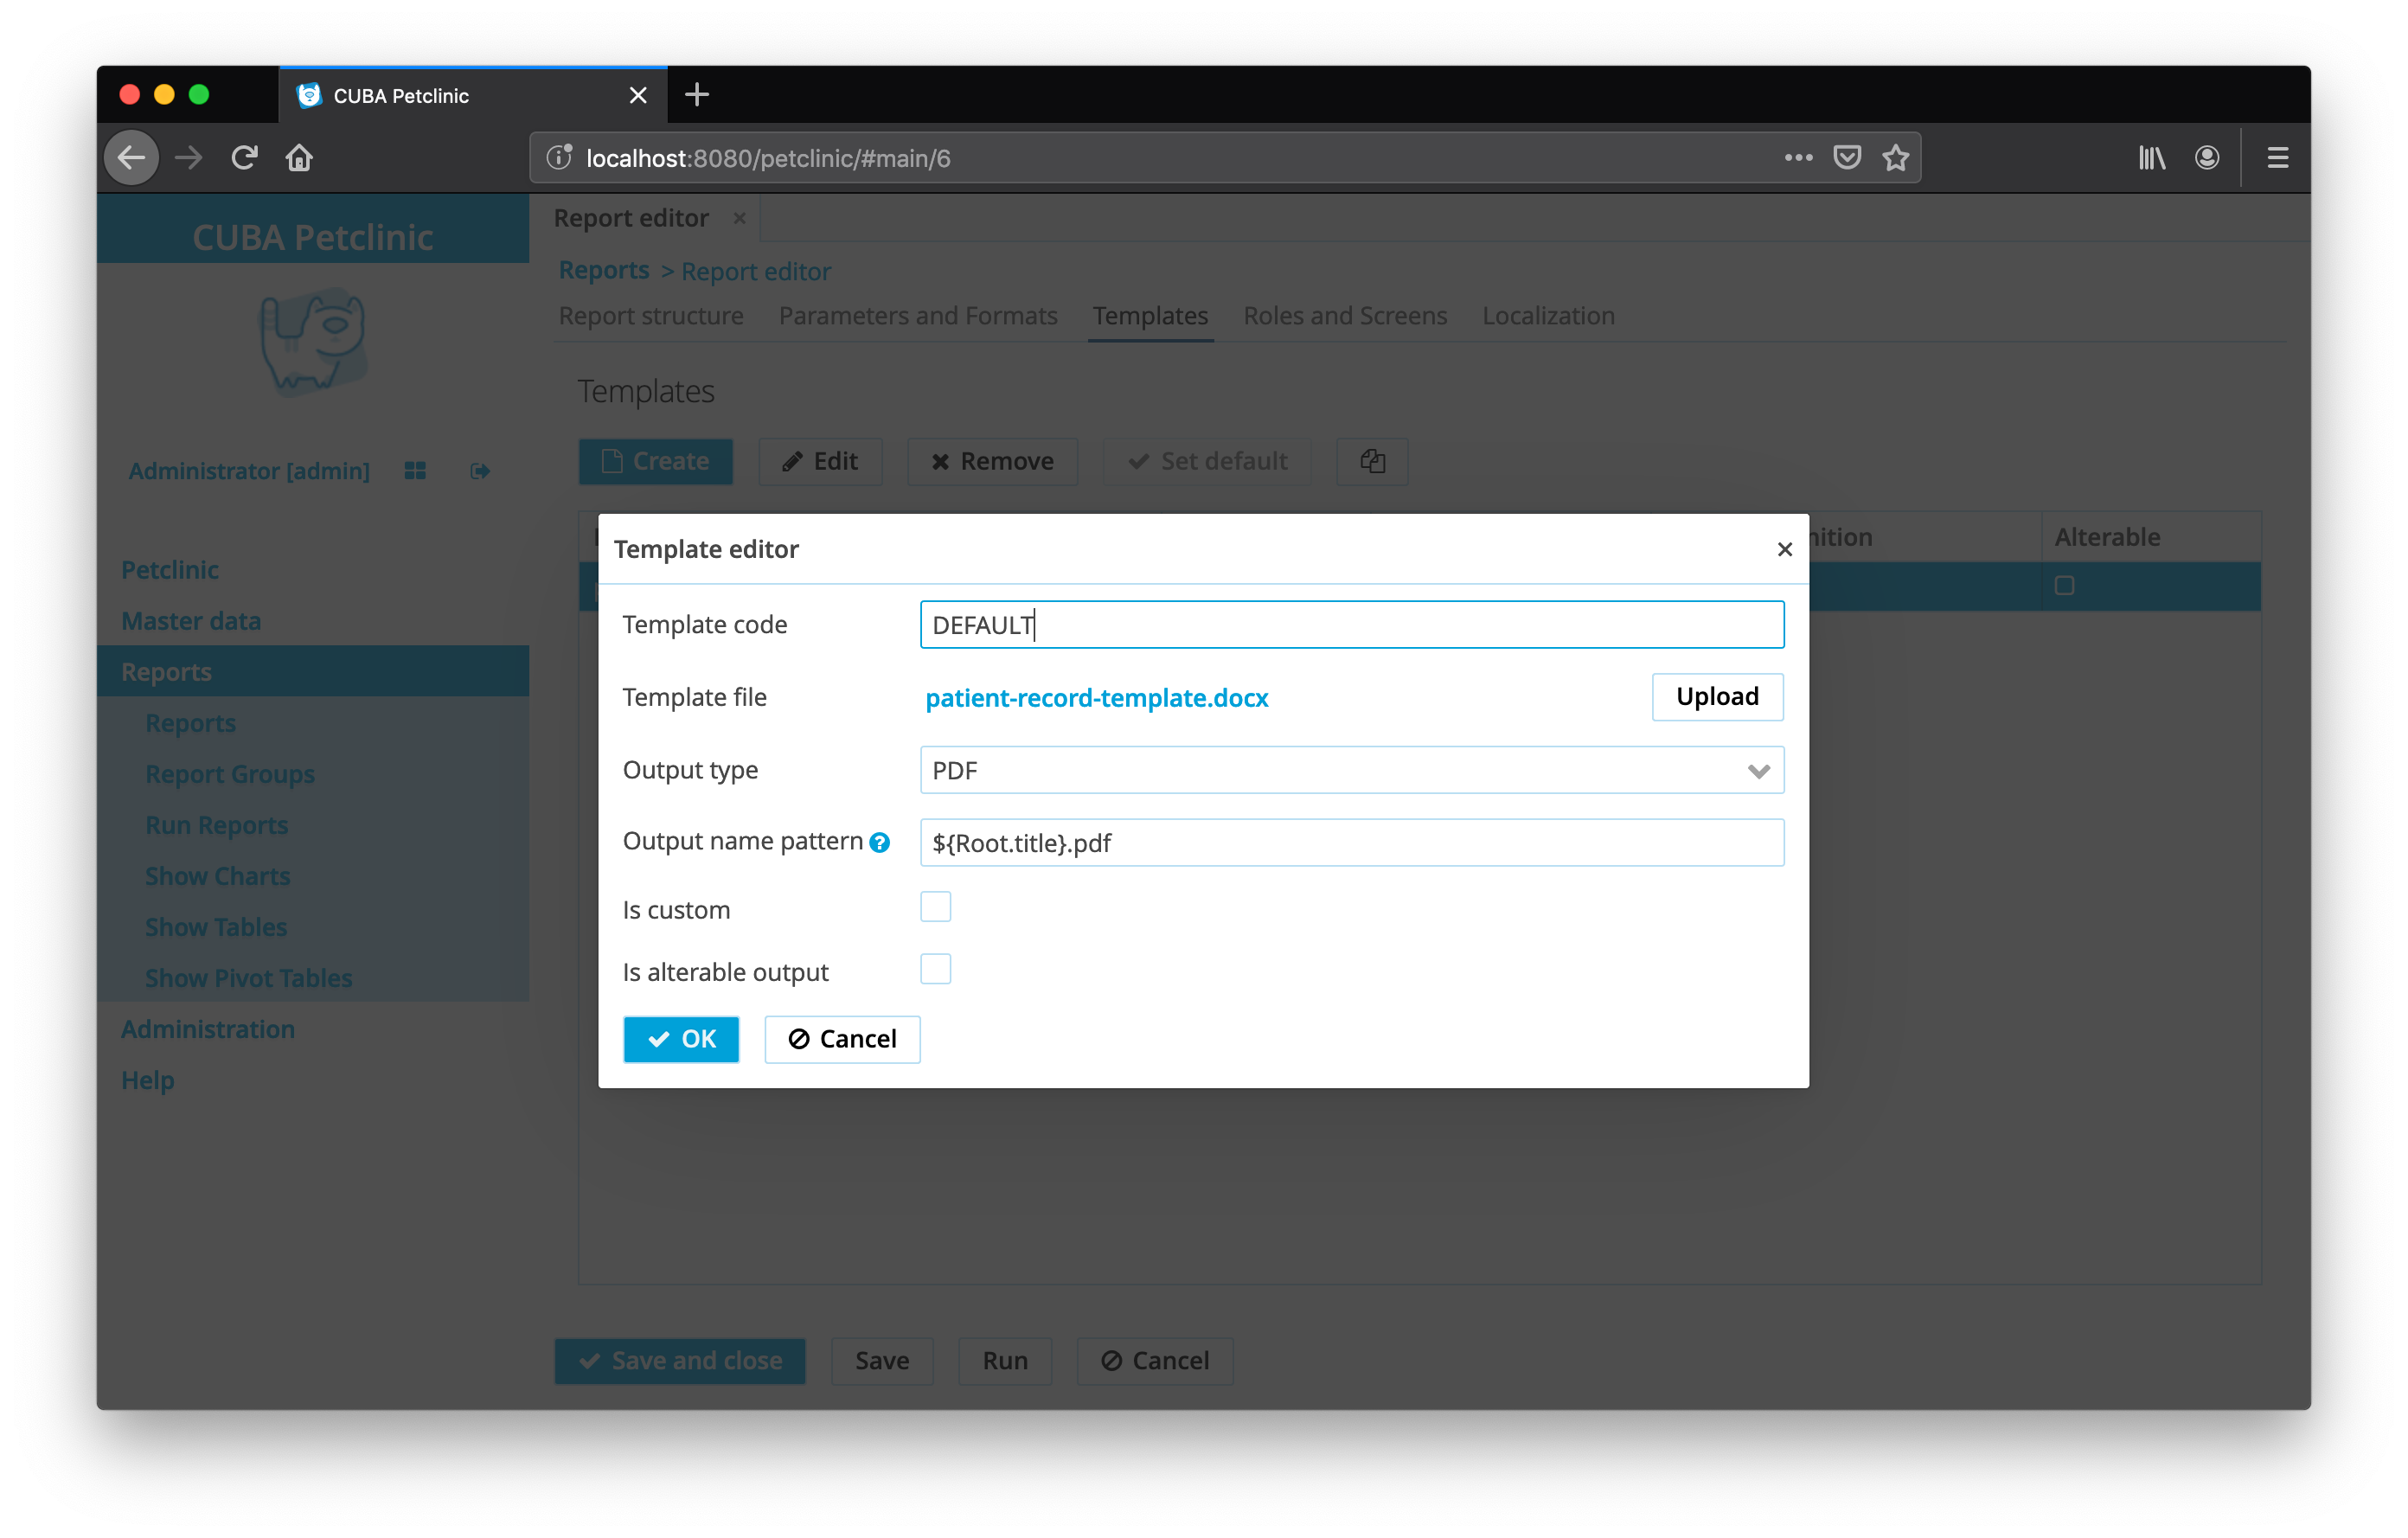 CUBA Petclinic
localhost:8080/petclinic/#main/6
CUBA Petclinic
Administrator [admin]
Petclinic
Master data
Reports
Reports
Report Groups
Run Reports
Show Charts
Show Tables
Show Pivot Tables
Administration
Help
Report editor
Reports > Report editor
Report structure Parameters and Formats Templates Roles and Screens Localization
Templates
Create Edit Remove Set default
Alterable
Template editor
Template code DEFAULT
Template file patient-record-template.docx Upload
Output type PDF
Output name pattern ? ${Root.title}.pdf
Is custom
Is alterable output
OK Cancel
Save and close Save Run Cancel